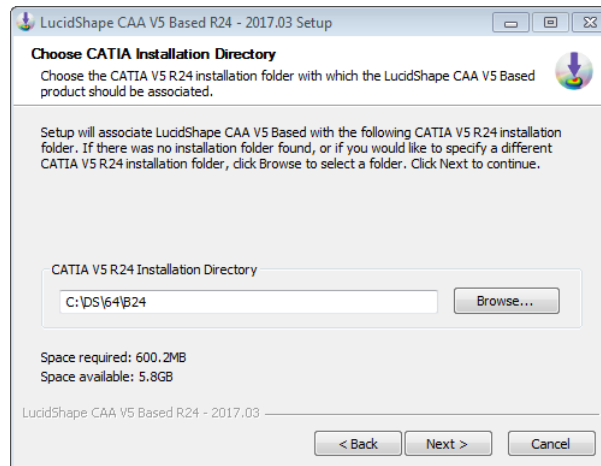 LucidShape CAA V5 Based R24 - 2017.03 Setup
Choose CATIA Installation Directory
Choose the CATIA V5 R24 installation folder with which the LucidShape CAA V5 Based
product should be associated.
Setup will associate LucidShape CAA V5 Based with the following CATIA V5 R24 installation
folder. If there was no installation folder found, or if you would like to specify a different
CATIA V5 R24 installation folder, click Browse to select a folder. Click Next to continue.
CATIA V5 R24 Installation Directory
C:\DS\64\B24
Browse...
Space required: 600.2MB
Space available: 5.8GB
LucidShape CAA V5 Based R24 - 2017.03
< Back
Next >
Cancel